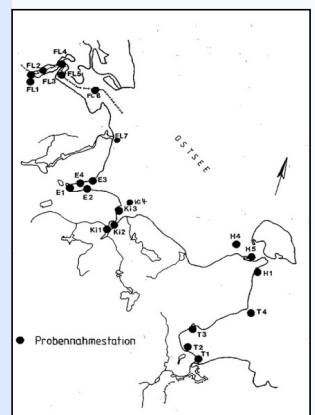 FL4
FL2
FL1
FL3
FL5
FL6
FL7
OSTSEE
E4
E3
E1
E2
Ki4
Ki3
Ki1
Ki2
H4
H5
H1
T4
T3
T2
T1
Probennahmestation